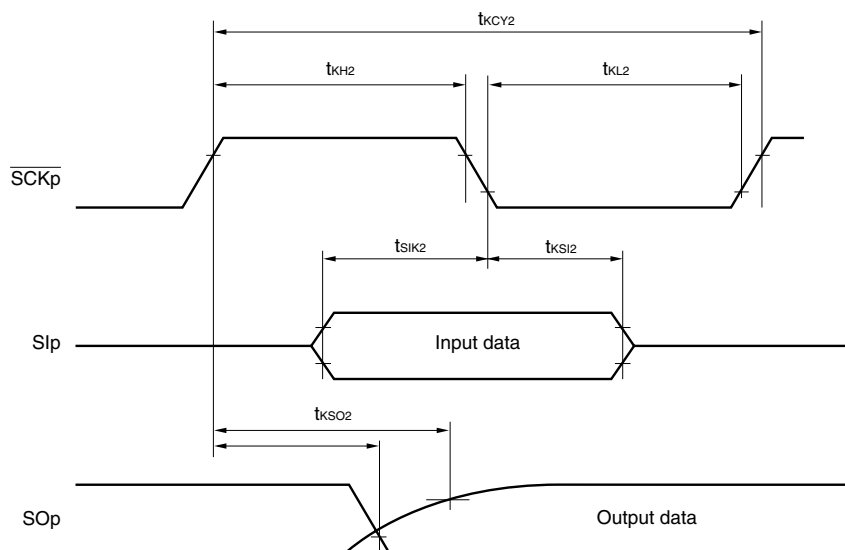 tKCY2
tKH2
tKL2
SCKp
tSIK2
tKSI2
SIp
Input data
tKSO2
SOp
Output data